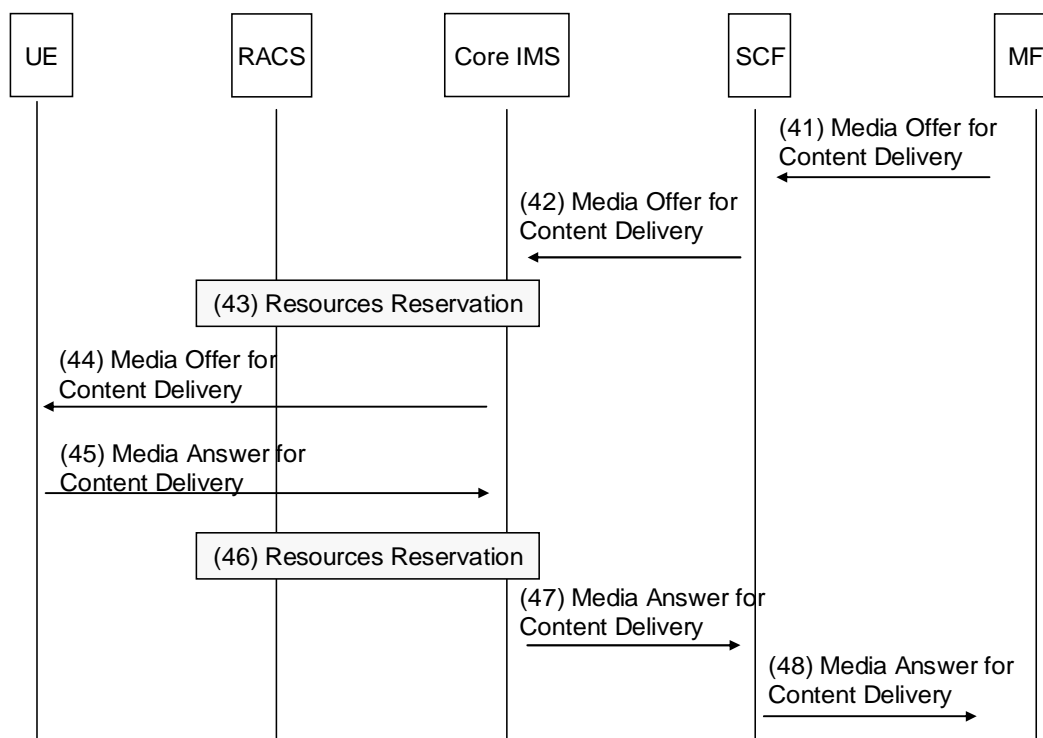 UE
RACS
Core IMS
SCF
MF
(41) Media Offer for
Content Delivery
(42) Media Offer for
Content Delivery
(43) Resources Reservation
(44) Media Offer for
Content Delivery
(45) Media Answer for
Content Delivery
(46) Resources Reservation
(47) Media Answer for
Content Delivery
(48) Media Answer for
Content Delivery